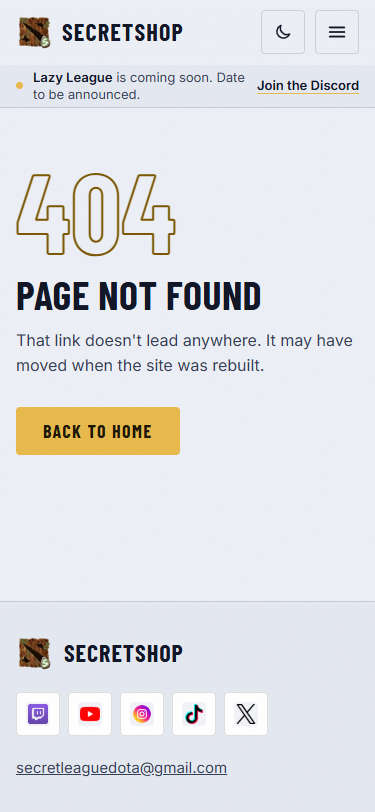 SECRETSHOP
Lazy League is coming soon. Date
to be announced.
Join the Discord
404
PAGE NOT FOUND
That link doesn't lead anywhere. It may have
moved when the site was rebuilt.
BACK TO HOME
SECRETSHOP
secretleaguedota@gmail.com